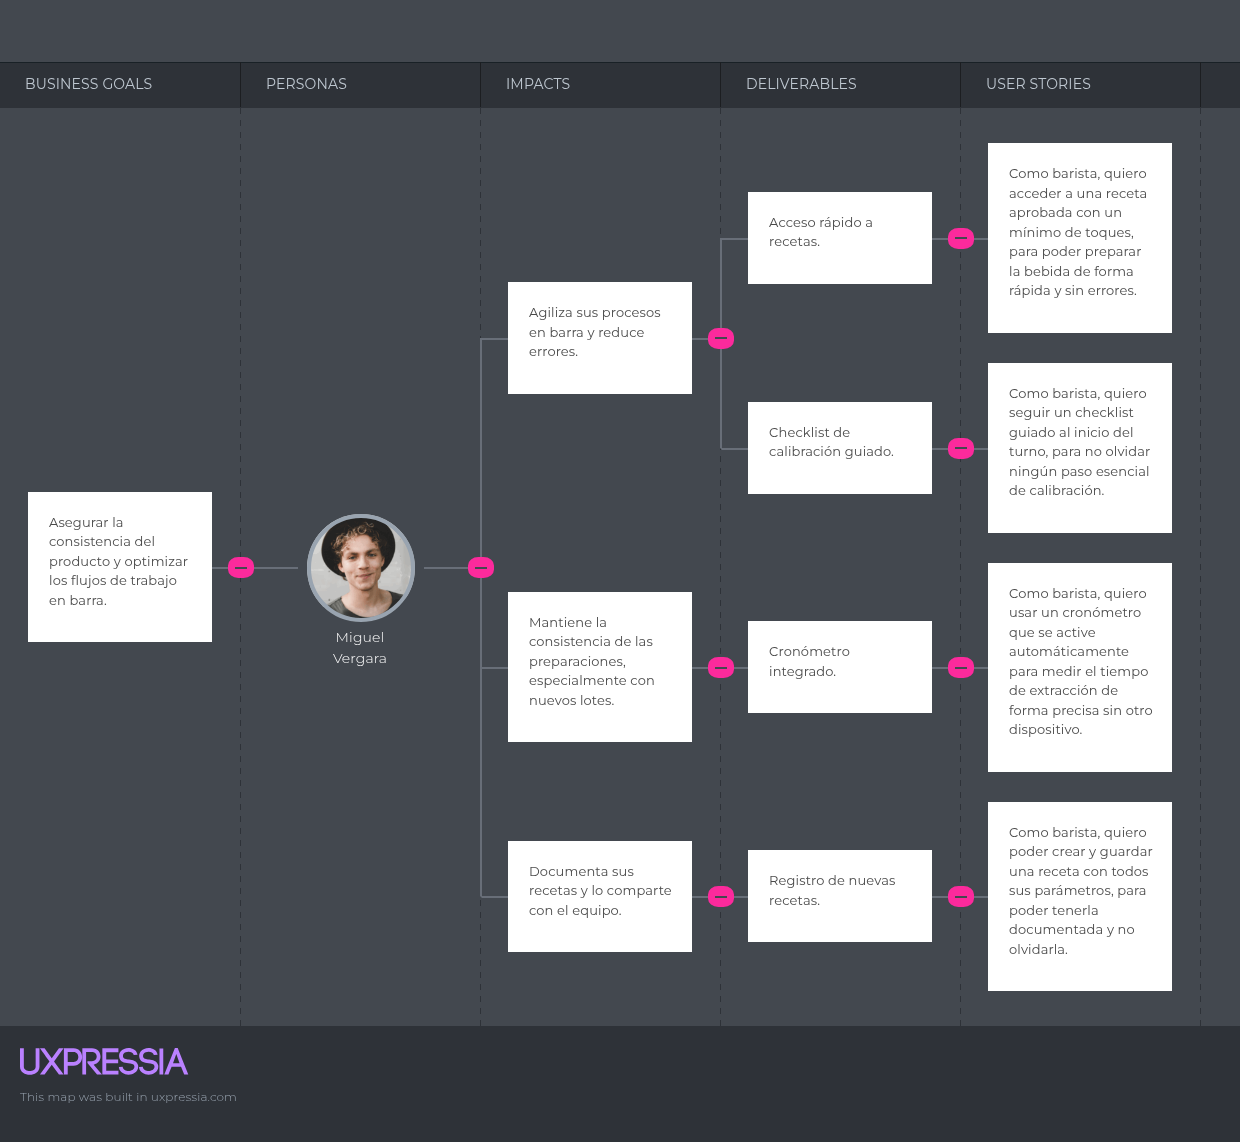 BUSINESS GOALS
PERSONAS
IMPACTS
DELIVERABLES
USER STORIES
Asegurar la
consistencia del
producto y optimizar
los flujos de trabajo
en barra.
Miguel
Vergara
Agiliza sus procesos
en barra y reduce
errores.
Acceso rápido a
recetas.
Como barista, quiero
acceder a una receta
aprobada con un
mínimo de toques,
para poder preparar
la bebida de forma
rápida y sin errores.
Checklist de
calibración guiado.
Como barista, quiero
seguir un checklist
guiado al inicio del
turno, para no olvidar
ningún paso esencial
de calibración.
Mantiene la
consistencia de las
preparaciones,
especialmente con
nuevos lotes.
Cronómetro
integrado.
Como barista, quiero
usar un cronómetro
que se active
automáticamente
para medir el tiempo
de extracción de
forma precisa sin otro
dispositivo.
Documenta sus
recetas y lo comparte
con el equipo.
Registro de nuevas
recetas.
Como barista, quiero
poder crear y guardar
una receta con todos
sus parámetros, para
poder tenerla
documentada y no
olvidarla.
UXPRESSIA
This map was built in uxpressia.com